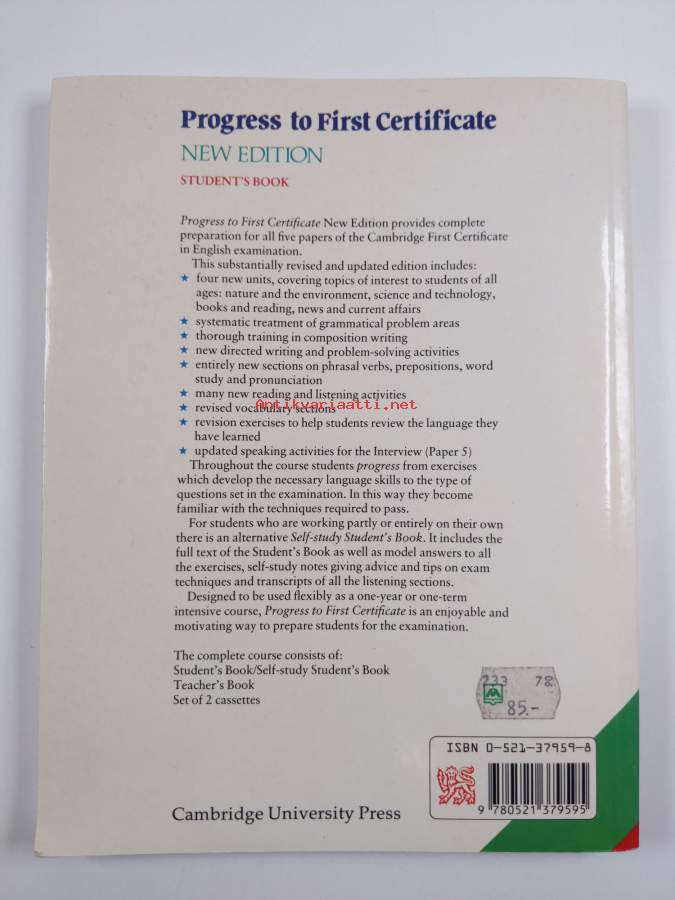 Progress to First Certificate
NEW EDITION
STUDENT'S BOOK
Progress to First Certificate New Edition provides complete
preparation for all five papers of the Cambridge First Certificate
in English examination.
This substantially revised and updated edition includes:
★ four new units, covering topics of interest to students of all
ages: nature and the environment, science and technology,
books and reading, news and current affairs
★ systematic treatment of grammatical problem areas
★ thorough training in composition writing
★ new directed writing and problem-solving activities
★ entirely new sections on phrasal verbs, prepositions, word
study and pronunciation
★ many new reading and listening activities
Antikvariaatti.net
★ revised vocabulary sections
★ revision exercises to help students review the language they
have learned
★ updated speaking activities for the Interview (Paper 5)
Throughout the course students progress from exercises
which develop the necessary language skills to the type of
questions set in the examination. In this way they become
familiar with the techniques required to pass.
For students who are working partly or entirely on their own
there is an alternative Self-study Student's Book. It includes the
full text of the Student's Book as well as model answers to all
the exercises, self-study notes giving advice and tips on exam
techniques and transcripts of all the listening sections.
Designed to be used flexibly as a one-year or one-term
intensive course, Progress to First Certificate is an enjoyable and
motivating way to prepare students for the examination.
The complete course consists of:
Student's Book/Self-study Student's Book
Teacher's Book
Set of 2 cassettes
233 78
85.-
ISBN 0-521-37959-8
9 780521 379595
Cambridge University Press